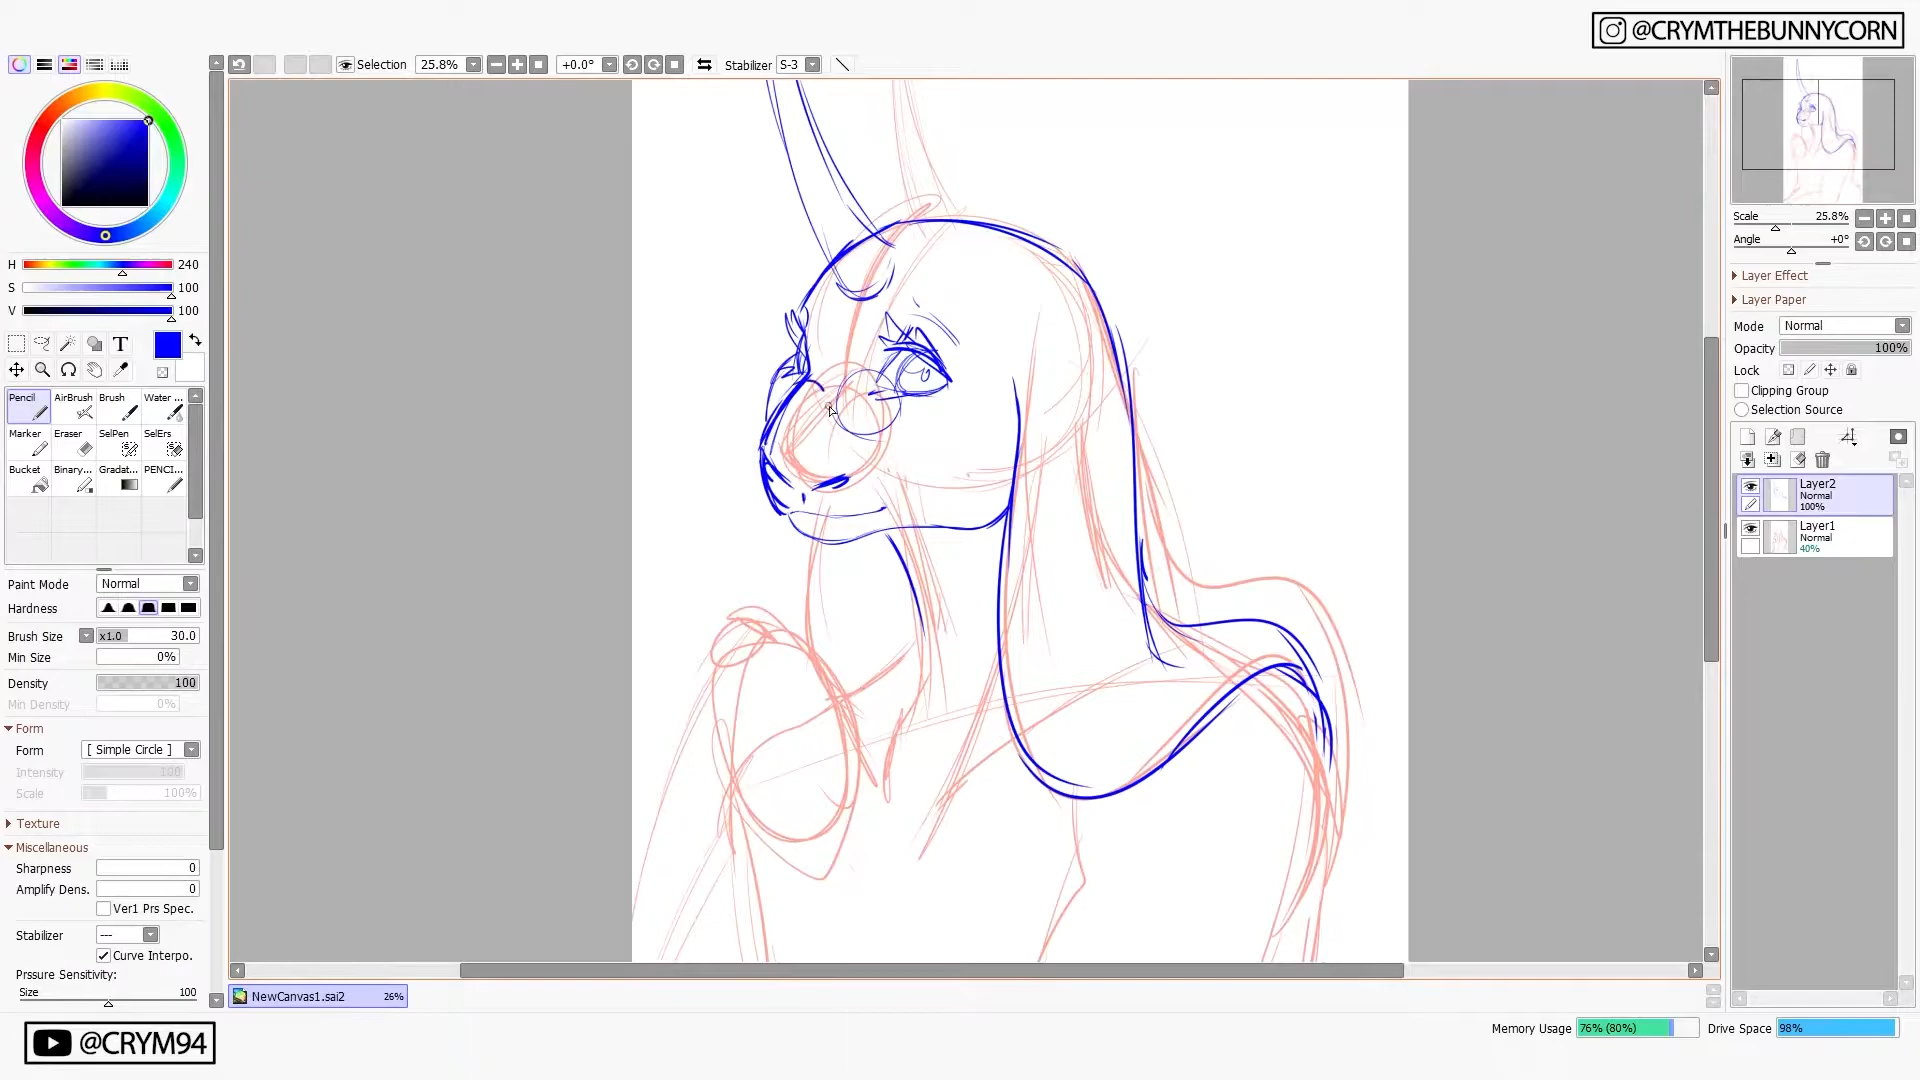 @CRYMTHEBUNNYCORN
Selection 25.8% +0.0° Stabilizer S-3
H 240
S 100
V 100
T
Pencil AirBrush Brush Water ...
Marker Eraser SelPen SelErs
Bucket Binary... Gradat... PENCI...
Paint Mode Normal
Hardness
Brush Size x1.0 30.0
Min Size 0%
Density 100
Min Density 0%
Form
Form [ Simple Circle ]
Intensity 100
Scale 100%
Texture
Miscellaneous
Sharpness 0
Amplify Dens. 0
Ver1 Prs Spec.
Stabilizer ---
Curve Interpo.
Prssure Sensitivity:
Size 100
NewCanvas1.sai2 26%
Scale 25.8%
Angle +0°
Layer Effect
Layer Paper
Mode Normal
Opacity 100%
Lock
Clipping Group
Selection Source
Layer2
Normal
100%
Layer1
Normal
40%
Memory Usage 76% (80%) Drive Space 98%
@CRYM94